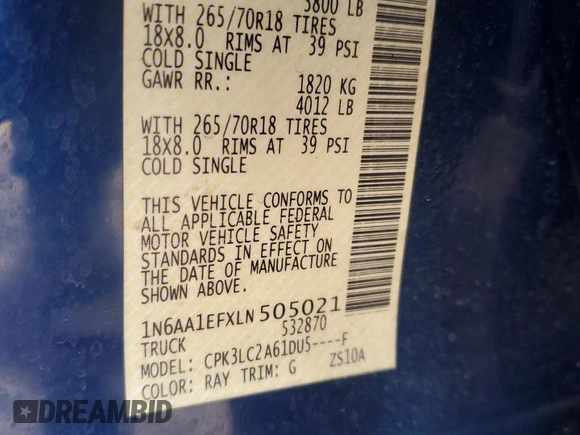 3800 LB
WITH 265/70R18 TIRES
18X8.0 RIMS AT 39 PSI
COLD SINGLE
GAWR RR.: 1820 KG
4012 LB
WITH 265/70R18 TIRES
18X8.0 RIMS AT 39 PSI
COLD SINGLE
THIS VEHICLE CONFORMS TO
ALL APPLICABLE FEDERAL
MOTOR VEHICLE SAFETY
STANDARDS IN EFFECT ON
THE DATE OF MANUFACTURE
SHOWN ABOVE.
1N6AA1EFXLN505021
TRUCK 532870
MODEL: CPK3LC2A61DU5----F
COLOR: RAY TRIM: G ZS10A
DREAMBID